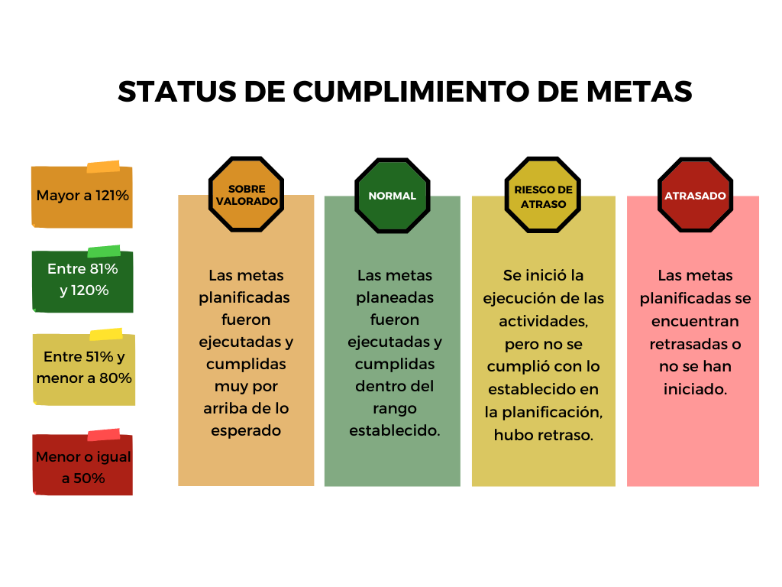 STATUS DE CUMPLIMIENTO DE METAS
Mayor a 121%
Entre 81%
y 120%
Entre 51% y
menor a 80%
Menor o igual
a 50%
SOBRE
VALORADO
Las metas
planificadas
fueron
ejecutadas y
cumplidas
muy por
arriba de lo
esperado
NORMAL
Las metas
planeadas
fueron
ejecutadas y
cumplidas
dentro del
rango
establecido.
RIESGO DE
ATRASO
Se inició la
ejecución de las
actividades,
pero no se
cumplió con lo
establecido en
la planificación,
hubo retraso.
ATRASADO
Las metas
planificadas se
encuentran
retrasadas o
no se han
iniciado.